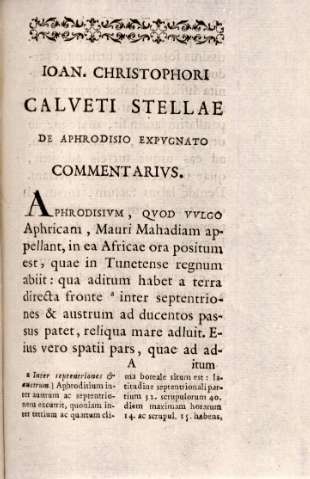 IOAN. CHRISTOPHORI
CALVETI STELLAE
DE APHRODISIO EXPVGNATO
COMMENTARIVS.
APHRODISIVM, QVOD VVLGO
Aphricam, Mauri Mahadiam ap-
pellant, in ea Africae ora positum
est, quae in Tunetense regnum
abiit: qua aditum habet a terra
directa fronte a inter septentrio-
nes & austrum ad ducentos pas-
sus patet, reliqua mare adluit. E-
ius vero spatii pars, quae ad ad-
A itum
a Inter septentriones &
austrum) Aphroditium in-
ter austrum ac septentrio-
nem excurrit, quoniam in-
ter tertium ac quartum cli-
ma boreale situm est: la-
titudine septentrionali par-
tium 32. scrupulorum 40.
diem maximam horarum
14. ac scrupul. 15. habens,